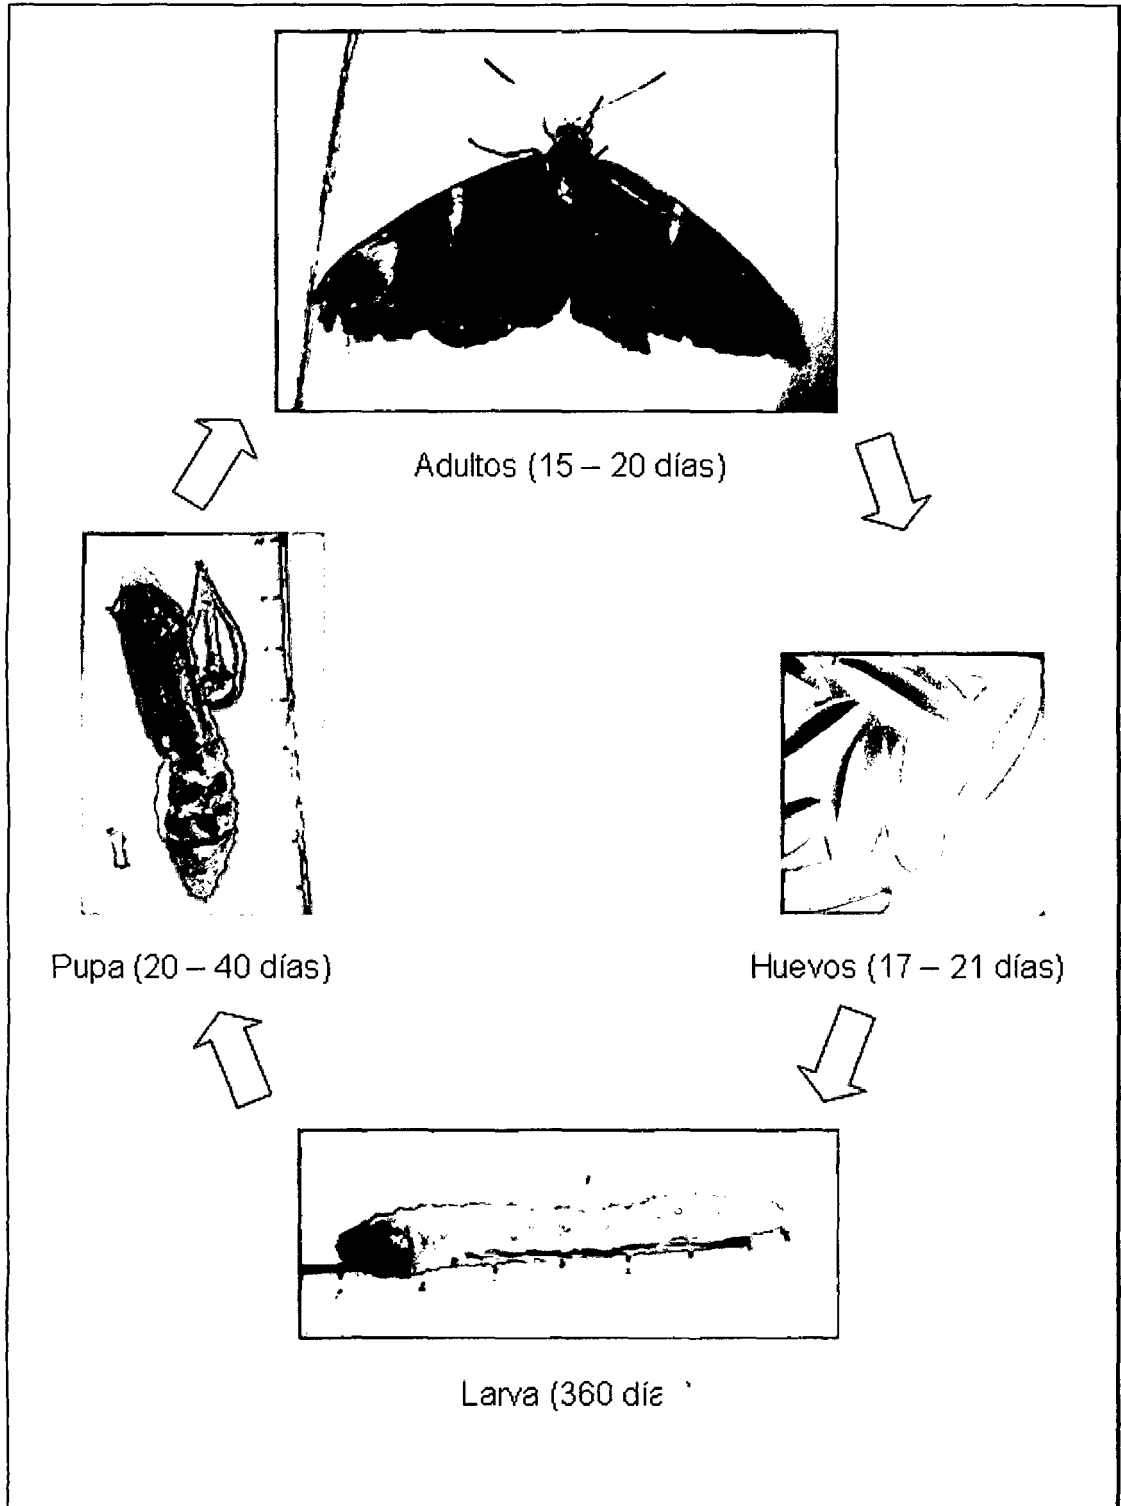 Adultos (15 – 20 días)
Pupa (20 – 40 días)
Huevos (17 – 21 días)
Larva (360